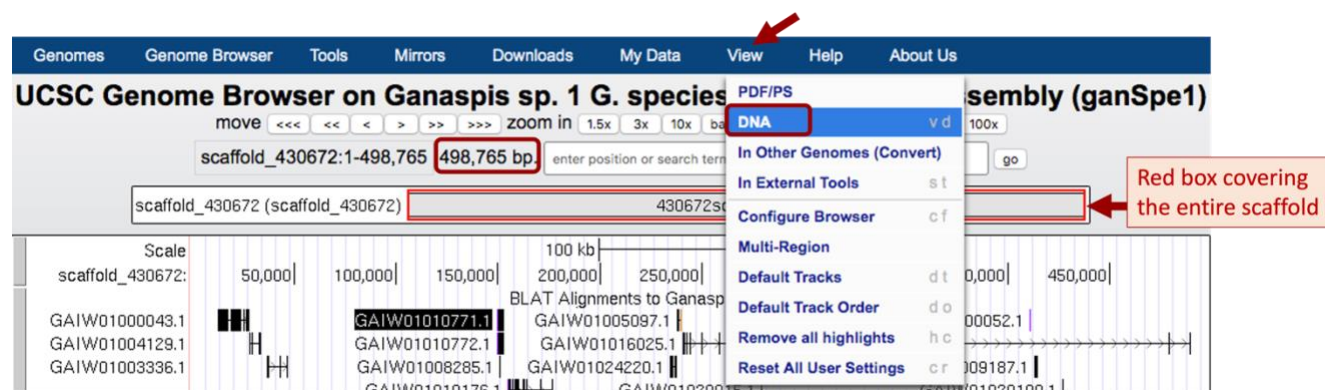 Genomes Genome Browser Tools Mirrors Downloads My Data View Help About Us
UCSC Genome Browser on Ganaspis sp. 1 G. species (ganSpe1)
move <<< << < > >> >>> zoom in 1.5x 3x 10x 100x
scaffold_430672:1-498,765 498,765 bp. enter position or search go
scaffold_430672 (scaffold_430672)
PDF/PS
DNA v d
In Other Genomes (Convert)
In External Tools s t
Configure Browser c f
Multi-Region
Default Tracks d t
Default Track Order d o
Remove all highlights h c
Reset All User Settings c r
Red box covering
the entire scaffold
Scale 100 kb
scaffold_430672: 50,000 100,000 150,000 200,000 250,000 450,000
BLAT Alignments to
GAIW01000043.1 GAIW01010771.1 GAIW01005097.1
GAIW01004129.1 GAIW01010772.1 GAIW01016025.1
GAIW01003336.1 GAIW01008285.1 GAIW01024220.1